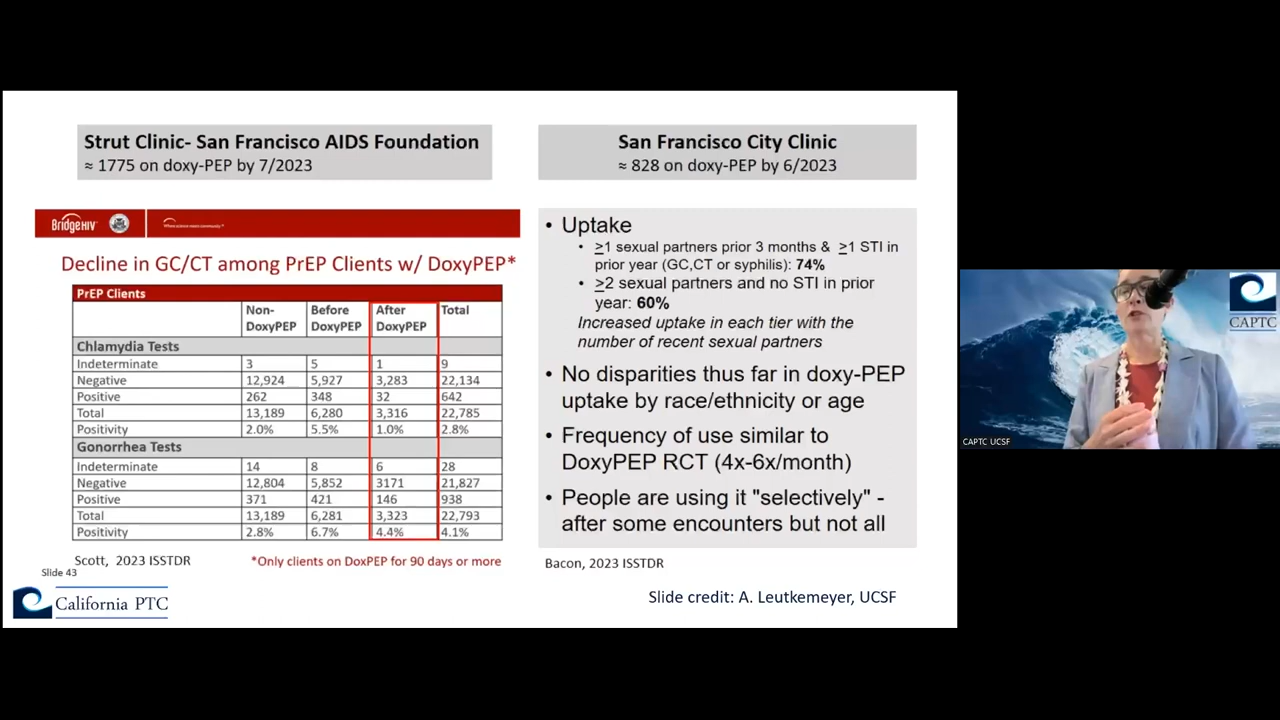 Strut Clinic- San Francisco AIDS Foundation
≈ 1775 on doxy-PEP by 7/2023
BridgeHIV
Decline in GC/CT among PrEP Clients w/ DoxyPEP*
PrEP Clients
Non-DoxyPEP Before DoxyPEP After DoxyPEP Total
Chlamydia Tests
Indeterminate 3 5 1 9
Negative 12,924 5,927 3,283 22,134
Positive 262 348 32 642
Total 13,189 6,280 3,316 22,785
Positivity 2.0% 5.5% 1.0% 2.8%
Gonorrhea Tests
Indeterminate 14 8 6 28
Negative 12,804 5,852 3171 21,827
Positive 371 421 146 938
Total 13,189 6,281 3,323 22,793
Positivity 2.8% 6.7% 4.4% 4.1%
Scott, 2023 ISSTDR
*Only clients on DoxPEP for 90 days or more
Slide 43
California PTC
San Francisco City Clinic
≈ 828 on doxy-PEP by 6/2023
• Uptake
• ≥1 sexual partners prior 3 months & ≥1 STI in
prior year (GC,CT or syphilis): 74%
• ≥2 sexual partners and no STI in prior
year: 60%
Increased uptake in each tier with the
number of recent sexual partners
• No disparities thus far in doxy-PEP
uptake by race/ethnicity or age
• Frequency of use similar to
DoxyPEP RCT (4x-6x/month)
• People are using it "selectively" -
after some encounters but not all
Bacon, 2023 ISSTDR
Slide credit: A. Leutkemeyer, UCSF
CAPTC
CAPTC UCSF